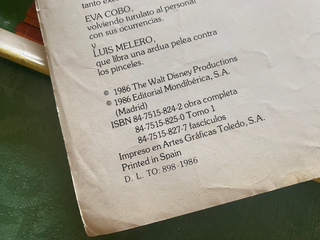 EVA COBO,
volviendo turulato al personal
con sus ocurrencias.
y
LUIS MELERO,
que libra una ardua pelea contra
los pinceles.
© 1986 The Walt Disney Productions
© 1986 Editorial Mondibérica, S.A.
(Madrid)
ISBN 84-7515-824-2 obra completa
84-7515-825-0 Tomo 1
84-7515-827-7 fascículos
Impreso en Artes Gráficas Toledo, S.A.
Printed in Spain
D. L. TO: 898-1986